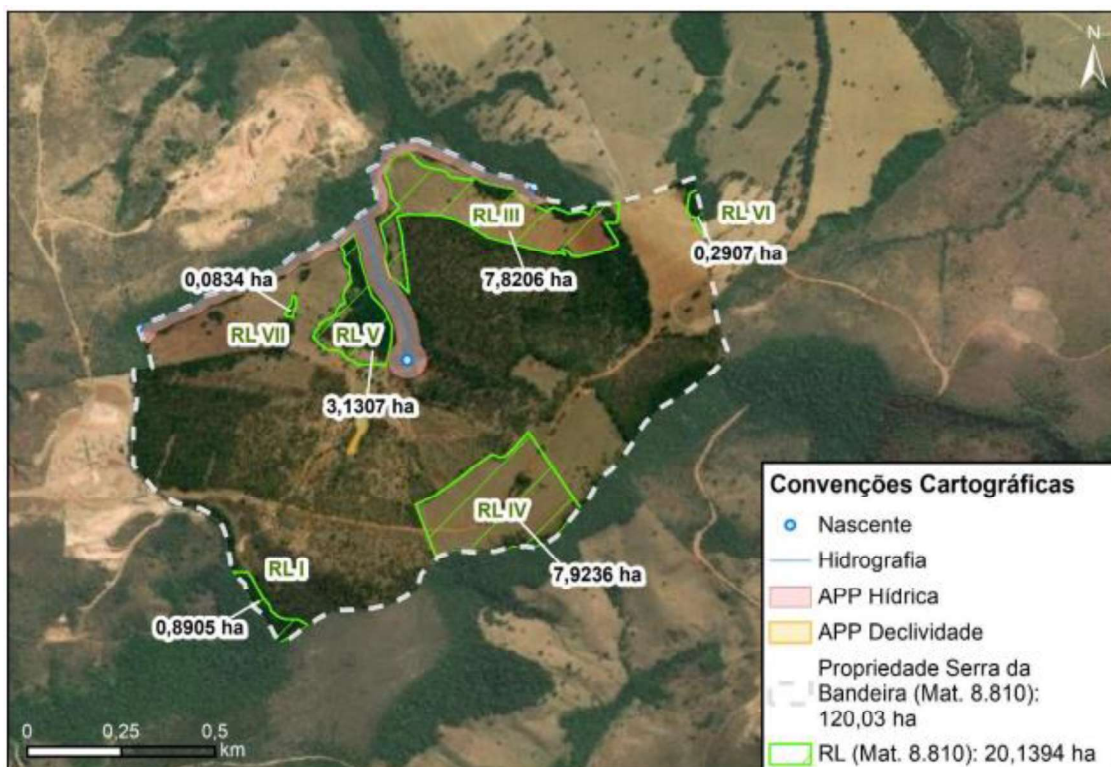 N
RL III
RL VI
0,2907 ha
0,0834 ha
7,8206 ha
RL VII
RL V
3,1307 ha
RL IV
7,9236 ha
RL I
0,8905 ha
0 0,25 0,5
km
Convenções Cartográficas
Nascente
Hidrografia
APP Hídrica
APP Declividade
Propriedade Serra da
Bandeira (Mat. 8.810):
120,03 ha
RL (Mat. 8.810): 20,1394 ha